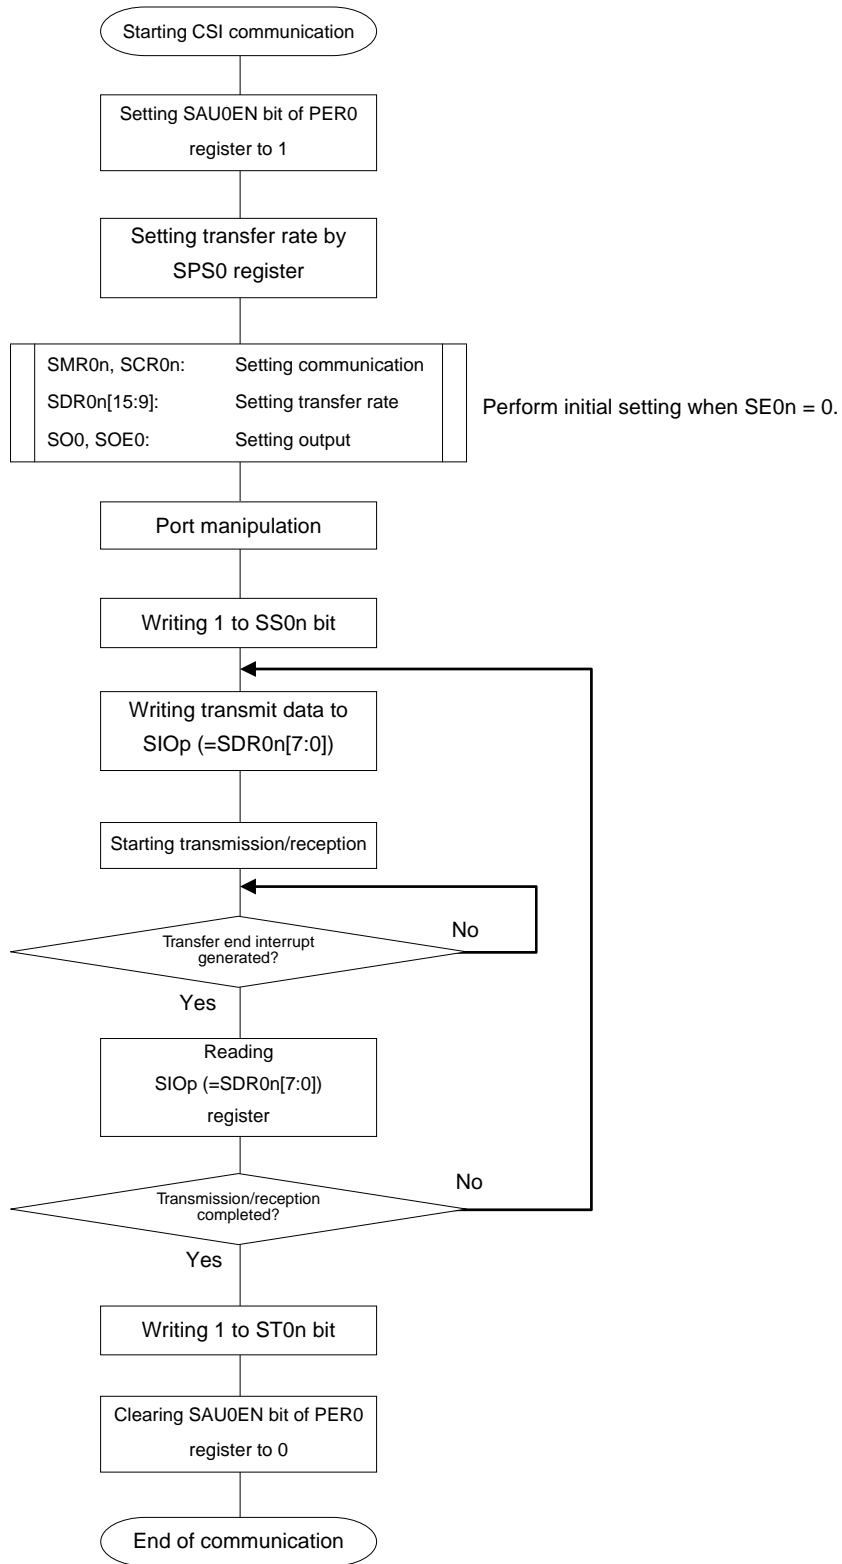 Starting CSI communication
Setting SAU0EN bit of PER0
register to 1
Setting transfer rate by
SPS0 register
SMR0n, SCR0n: Setting communication
SDR0n[15:9]: Setting transfer rate
SO0, SOE0: Setting output
Perform initial setting when SE0n = 0.
Port manipulation
Writing 1 to SS0n bit
Writing transmit data to
SIOp (=SDR0n[7:0])
Starting transmission/reception
Transfer end interrupt
generated?
No
Yes
Reading
SIOp (=SDR0n[7:0])
register
Transmission/reception
completed?
No
Yes
Writing 1 to ST0n bit
Clearing SAU0EN bit of PER0
register to 0
End of communication